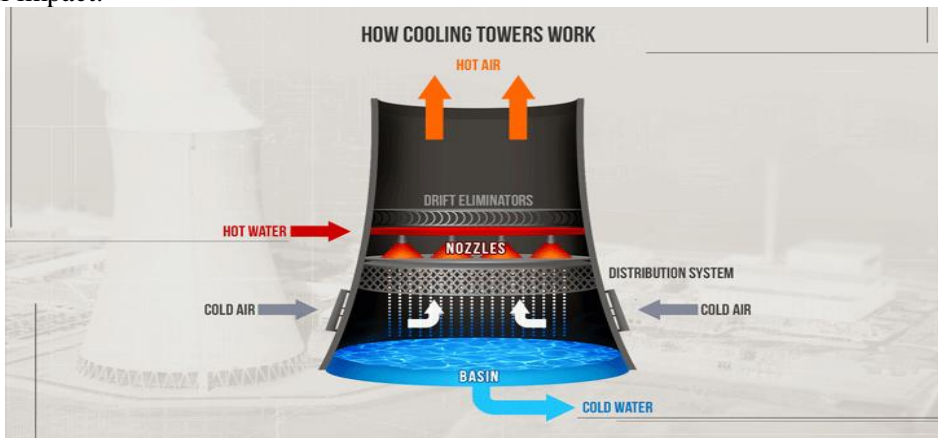 HOW COOLING TOWERS WORK
HOT AIR
DRIFT ELIMINATORS
HOT WATER
NOZZLES
DISTRIBUTION SYSTEM
COLD AIR
COLD AIR
BASIN
COLD WATER